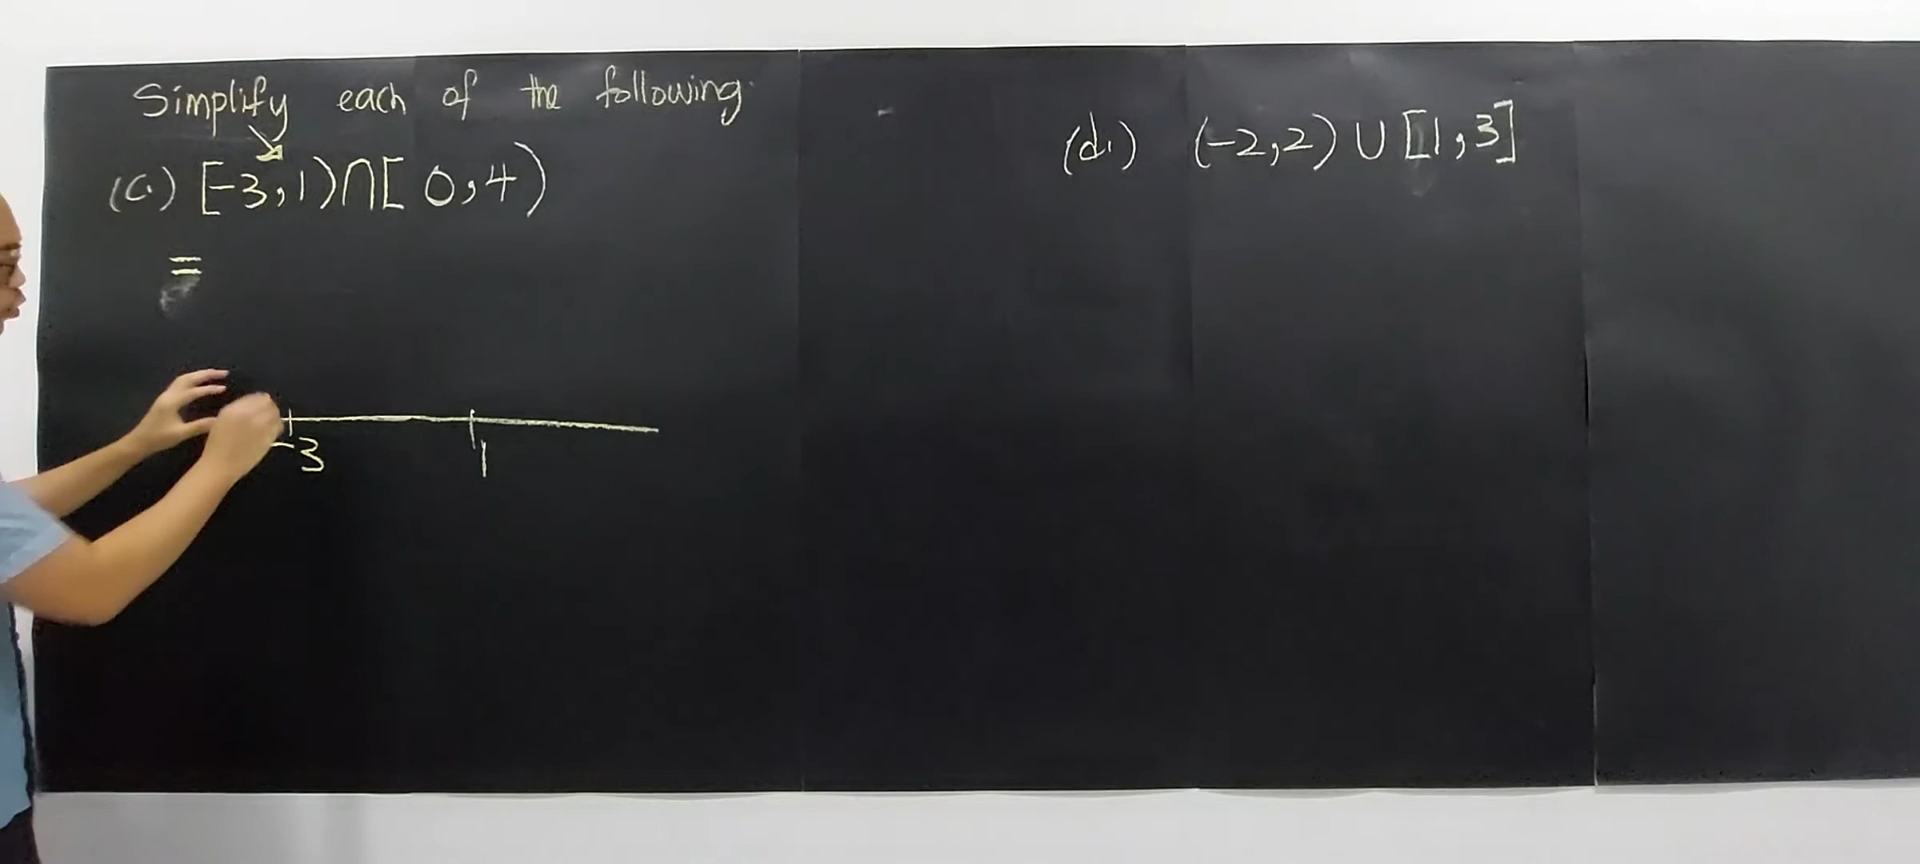 Simplify each of the following.
(c.) [-3,1)∩[0,4)
=
-3 1
(d.) (-2,2)∪[1,3]